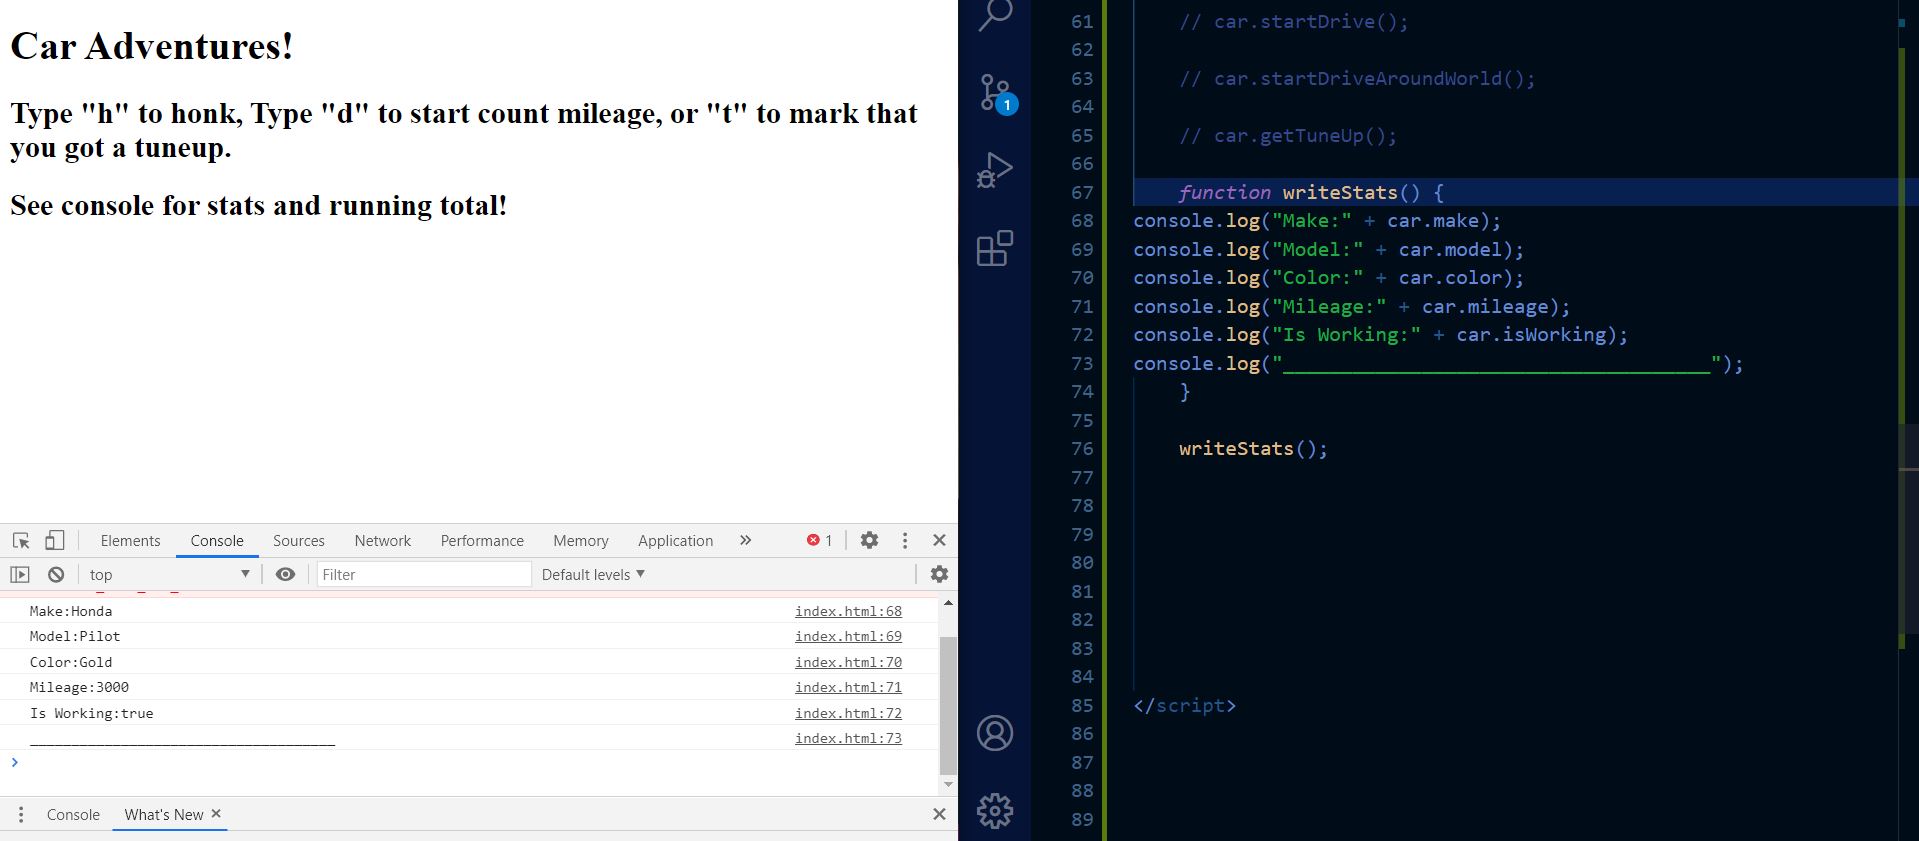 Car Adventures!
Type "h" to honk, Type "d" to start count mileage, or "t" to mark that
you got a tuneup.
See console for stats and running total!
Elements Console Sources Network Performance Memory Application » 1
top Filter Default levels
Make:Honda index.html:68
Model:Pilot index.html:69
Color:Gold index.html:70
Mileage:3000 index.html:71
Is Working:true index.html:72
_____________________________________ index.html:73
Console What's New
1
61 // car.startDrive();
62
63 // car.startDriveAroundWorld();
64
65 // car.getTuneUp();
66
67 function writeStats() {
68 console.log("Make:" + car.make);
69 console.log("Model:" + car.model);
70 console.log("Color:" + car.color);
71 console.log("Mileage:" + car.mileage);
72 console.log("Is Working:" + car.isWorking);
73 console.log("_____________________________________");
74 }
75
76 writeStats();
77
78
79
80
81
82
83
84
85 </script>
86
87
88
89